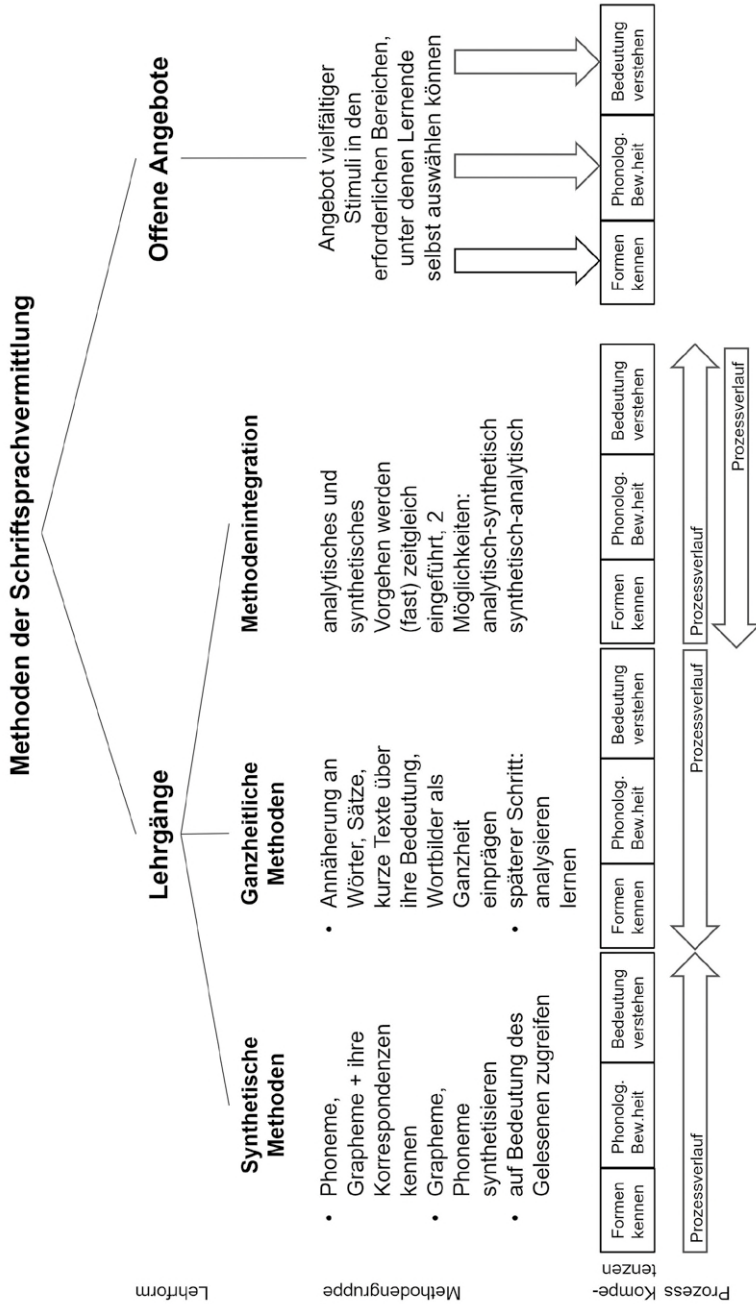 Methoden der Schriftsprachvermittlung
Lehrform
Lehrgänge
Offene Angebote
Synthetische
Methoden
Ganzheitliche
Methoden
Methodenintegration
Methodengruppe
• Phoneme,
Grapheme + ihre
Korrespondenzen
kennen
• Grapheme,
Phoneme
synthetisieren
• auf Bedeutung des
Gelesenen zugreifen
• Annäherung an
Wörter, Sätze,
kurze Texte über
ihre Bedeutung,
Wortbilder als
Ganzheit
einprägen
• späterer Schritt:
analysieren
lernen
analytisches und
synthetisches
Vorgehen werden
(fast) zeitgleich
eingeführt, 2
Möglichkeiten:
analytisch-synthetisch
synthetisch-analytisch
Angebot vielfältiger
Stimuli in den
erforderlichen Bereichen,
unter denen Lernende
selbst auswählen können
Kompe-
tenzen
Formen
kennen
Phonolog.
Bew.heit
Bedeutung
verstehen
Formen
kennen
Phonolog.
Bew.heit
Bedeutung
verstehen
Formen
kennen
Phonolog.
Bew.heit
Bedeutung
verstehen
Formen
kennen
Phonolog.
Bew.heit
Bedeutung
verstehen
Prozess
Prozessverlauf
Prozessverlauf
Prozessverlauf
Prozessverlauf